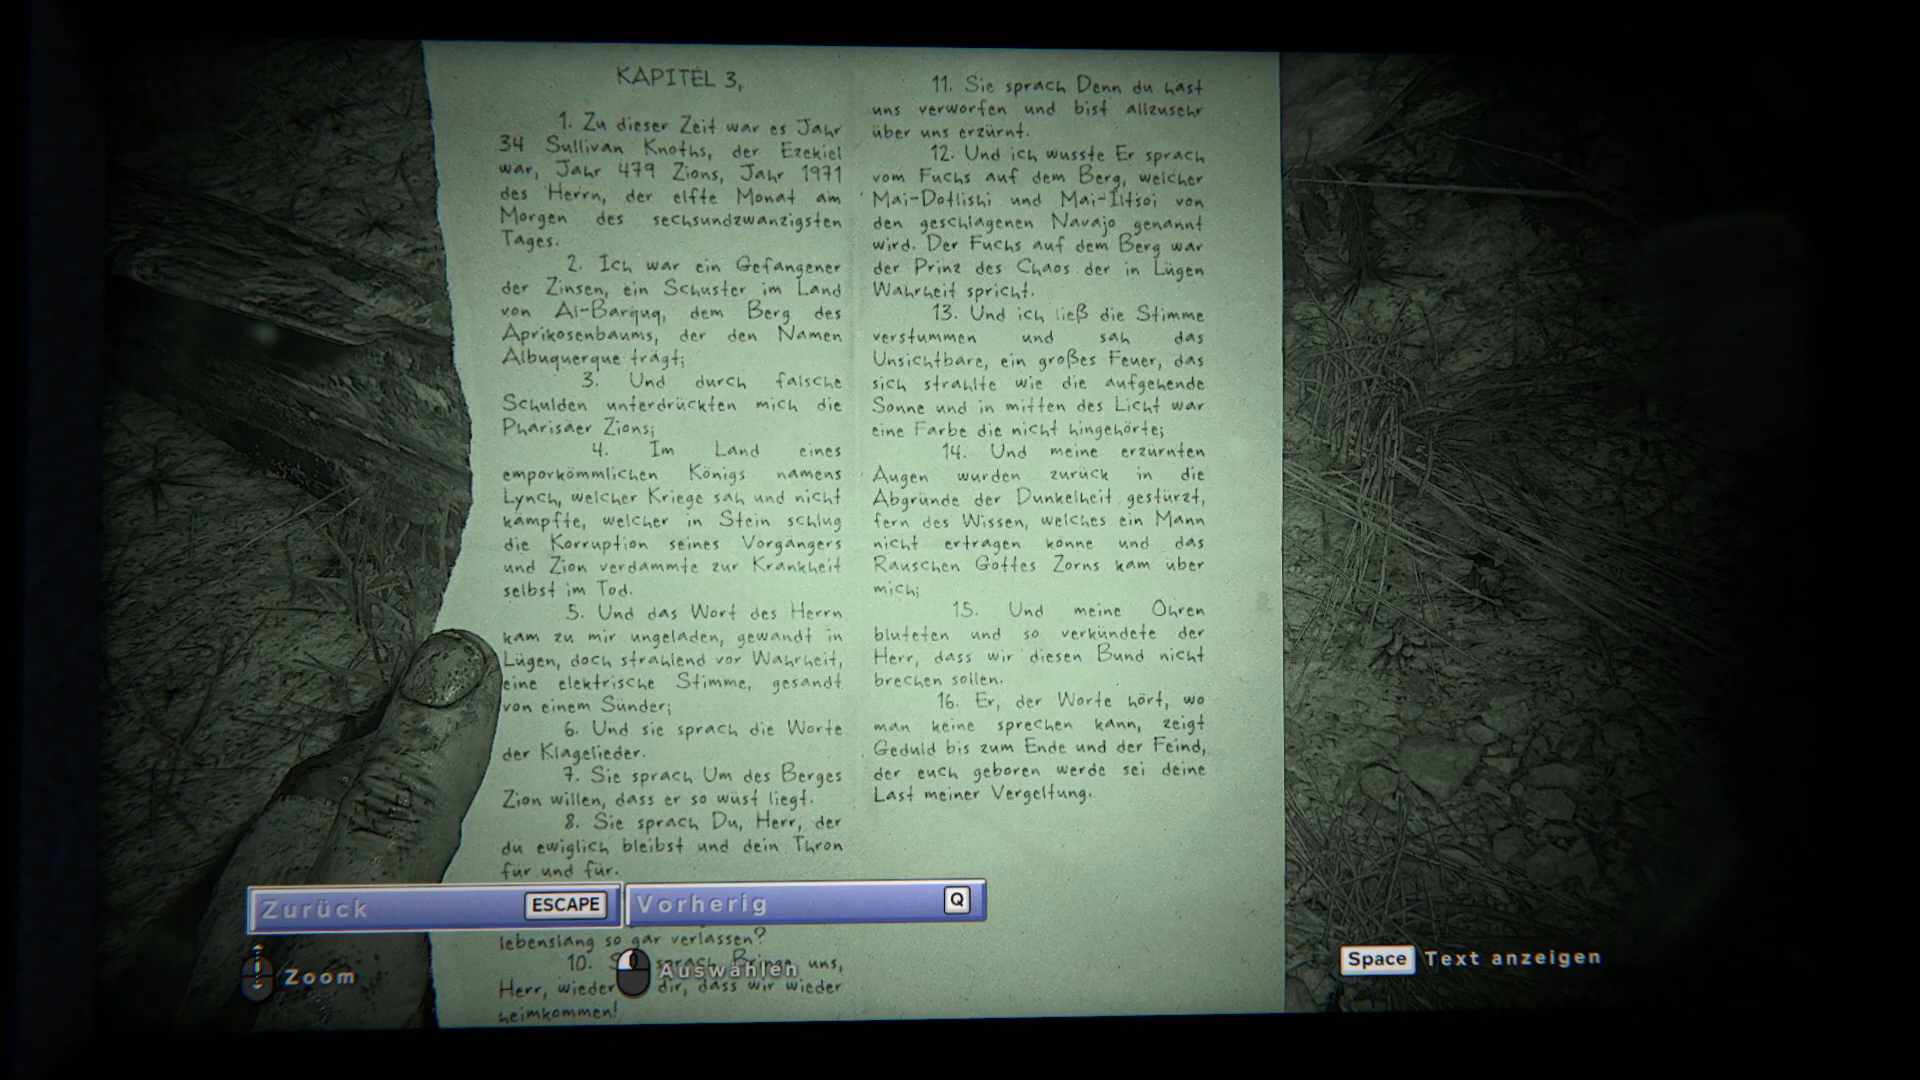 KAPITEL 3,
1. Zu dieser Zeit war es Jahr
34 Sullivan Knoths, der Ezekiel
war, Jahr 479 Zions, Jahr 1971
des Herrn, der elfte Monat am
Morgen des sechsundzwanzigsten
Tages.
2. Ich war ein Gefangener
der Zinsen, ein Schuster im Land
von Al-Barquq, dem Berg des
Aprikosenbaums, der den Namen
Albuquerque trägt;
3. Und durch falsche
Schulden unterdrückten mich die
Pharisäer Zions;
4. Im Land eines
emporkömmlichen Königs namens
Lynch, welcher Kriege sah und nicht
kämpfte, welcher in Stein schlug
die Korruption seines Vorgängers
und Zion verdammte zur Krankheit
selbst im Tod.
5. Und das Wort des Herrn
kam zu mir ungeladen, gewandt in
Lügen, doch strahlend vor Wahrheit,
eine elektrische Stimme, gesandt
von einem Sünder;
6. Und sie sprach die Worte
der Klagelieder.
7. Sie sprach Um des Berges
Zion willen, dass er so wüst liegt.
8. Sie sprach Du, Herr, der
du ewiglich bleibst und dein Thron
für und für.
lebenslang so gar verlassen?
10. sprach Bringe uns,
Herr, wieder dir, dass wir wieder
heimkommen!
11. Sie sprach Denn du hast
uns verworfen und bist allzusehr
über uns erzürnt.
12. Und ich wusste Er sprach
vom Fuchs auf dem Berg, welcher
Mai-Dotlishi und Mai-Iltsoi von
den geschlagenen Navajo genannt
wird. Der Fuchs auf dem Berg war
der Prinz des Chaos der in Lügen
Wahrheit spricht.
13. Und ich ließ die Stimme
verstummen und sah das
Unsichtbare, ein großes Feuer, das
sich strahlte wie die aufgehende
Sonne und in mitten des Licht war
eine Farbe die nicht hingehörte;
14. Und meine erzürnten
Augen wurden zurück in die
Abgründe der Dunkelheit gestürzt,
fern des Wissen, welches ein Mann
nicht ertragen könne und das
Rauschen Gottes Zorns kam über
mich;
15. Und meine Ohren
bluteten und so verkündete der
Herr, dass wir diesen Bund nicht
brechen sollen.
16. Er, der Worte hört, wo
man keine sprechen kann, zeigt
Geduld bis zum Ende und der Feind,
der euch geboren werde sei deine
Last meiner Vergeltung.
Zurück ESCAPE Vorherig Q
Zoom Auswählen Space Text anzeigen